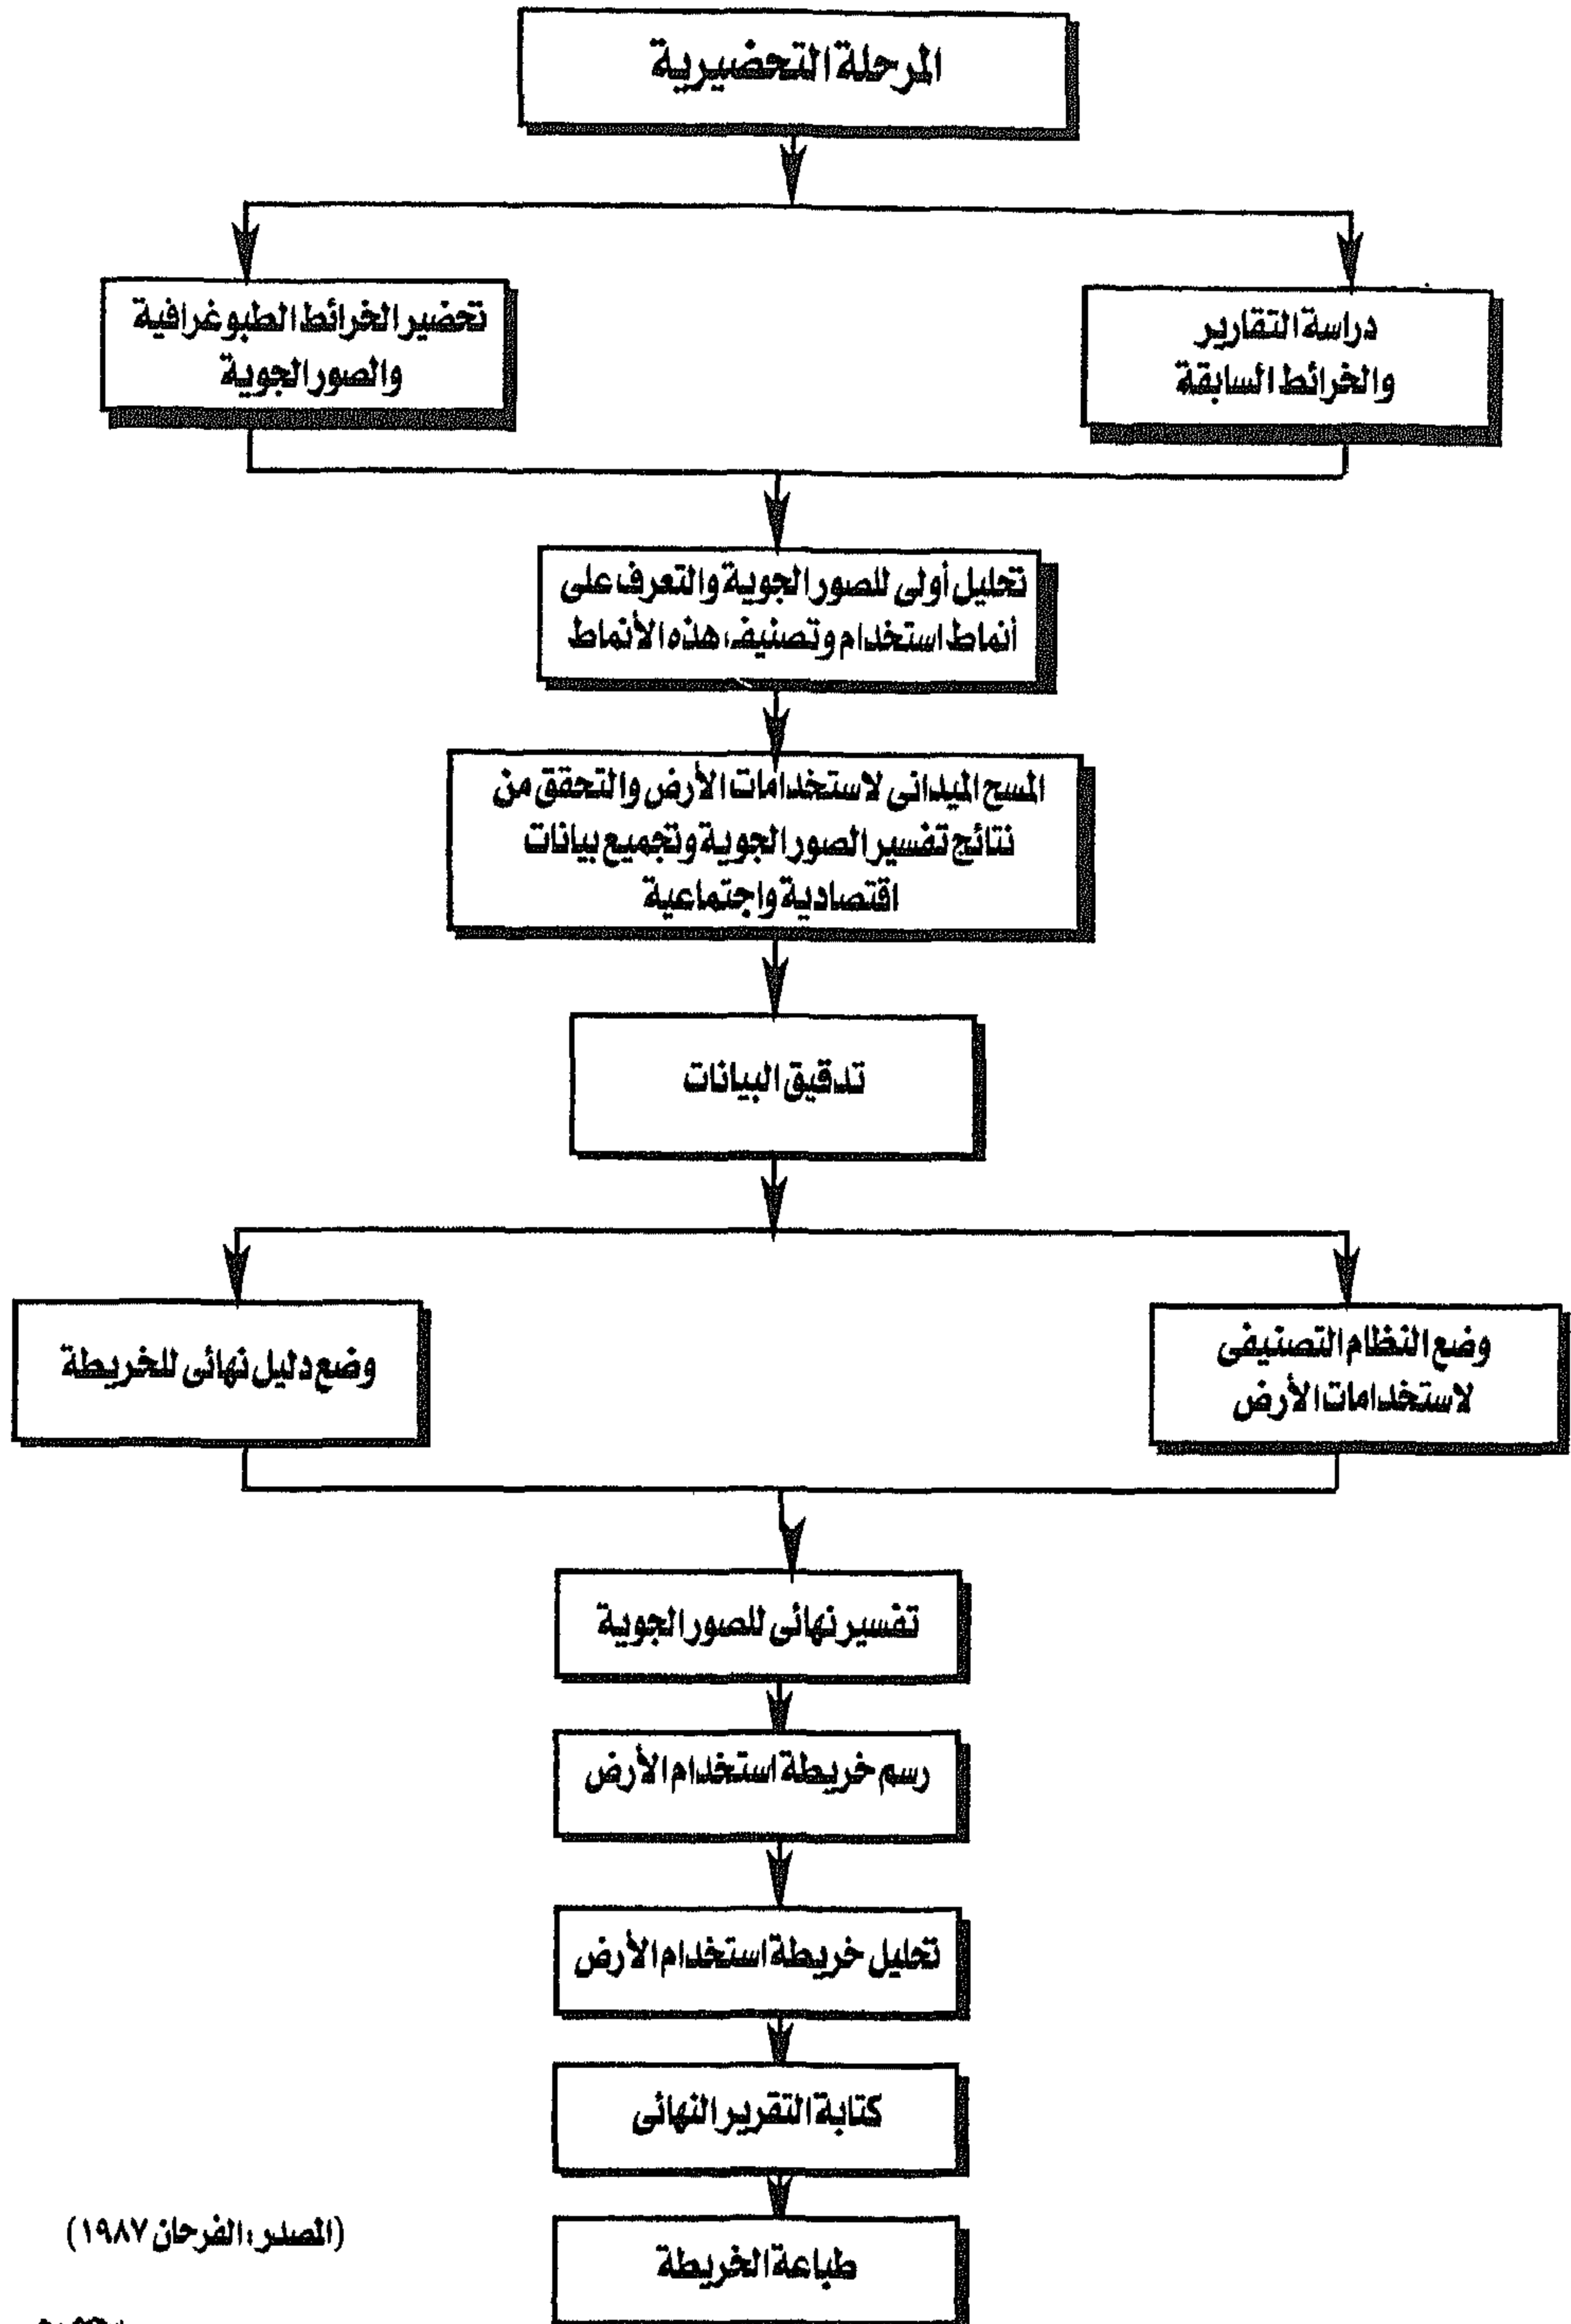 المرحلة التحضيرية
دراسة التقارير
والخرائط السابقة
تحضير الخرائط الطبوغرافية
والصور الجوية
تحليل أولى للصور الجوية والتعرف على
أنماط استخدام وتصنيف هذه الأنماط
المسح الميدانى لاستخدامات الأرض والتحقق من
نتائج تفسير الصور الجوية وتجميع بيانات
اقتصادية واجتماعية
تدقيق البيانات
وضع النظام التصنيفى
لاستخدامات الأرض
وضع دليل نهائى للخريطة
تفسير نهائى للصور الجوية
رسم خريطة استخدام الأرض
تحليل خريطة استخدام الأرض
كتابة التقرير النهائى
طباعة الخريطة
(المصدر، الفرحان ١٩٨٧)